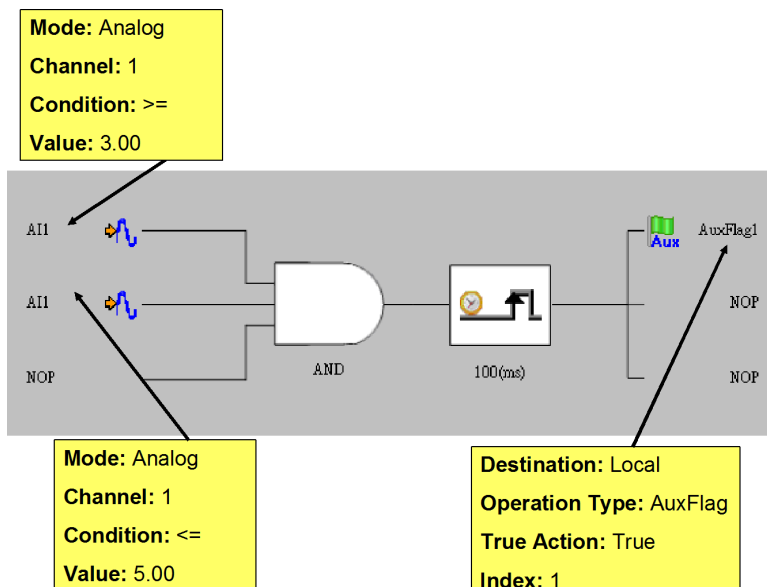 Mode: Analog
Channel: 1
Condition: >=
Value: 3.00
AI1
Aux
AuxFlag1
AI1
NOP
NOP
AND
100(ms)
NOP
Mode: Analog
Channel: 1
Condition: <=
Value: 5.00
Destination: Local
Operation Type: AuxFlag
True Action: True
Index: 1